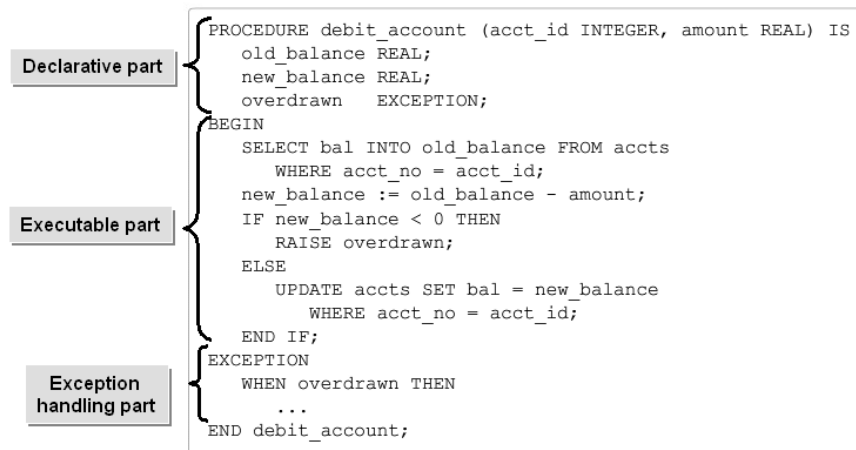 PROCEDURE debit_account (acct_id INTEGER, amount REAL) IS
old_balance REAL;
Declarative part
new_balance REAL;
overdrawn EXCEPTION;
BEGIN
SELECT bal INTO old_balance FROM accts
WHERE acct_no = acct_id;
new_balance := old_balance - amount;
Executable part
IF new_balance < 0 THEN
RAISE overdrawn;
ELSE
UPDATE accts SET bal = new_balance
WHERE acct_no = acct_id;
END IF;
EXCEPTION
Exception
handling part
WHEN overdrawn THEN
...
END debit_account;